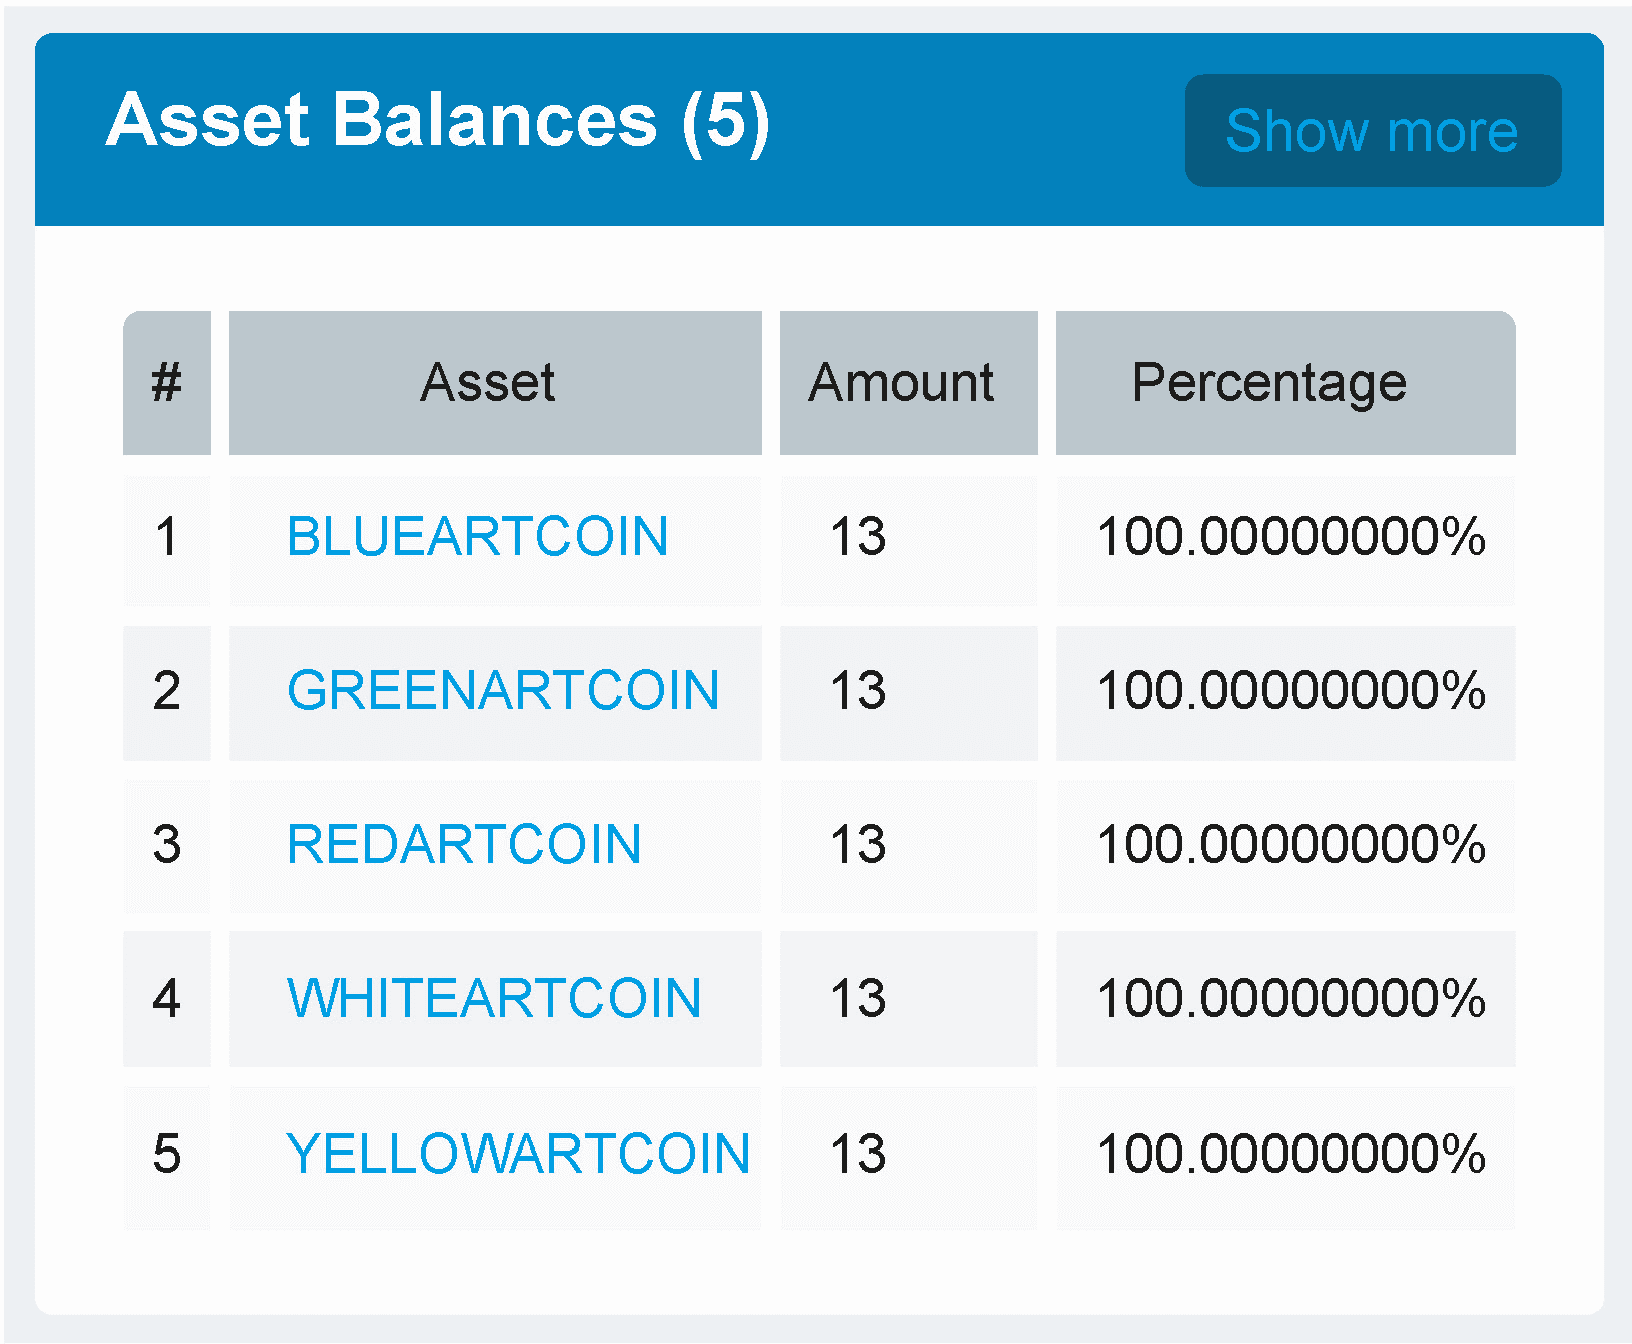 Asset Balances (5)
Show more
# Asset Amount Percentage
1 BLUEARTCOIN 13 100.00000000%
2 GREENARTCOIN 13 100.00000000%
3 REDARTCOIN 13 100.00000000%
4 WHITEARTCOIN 13 100.00000000%
5 YELLOWARTCOIN 13 100.00000000%